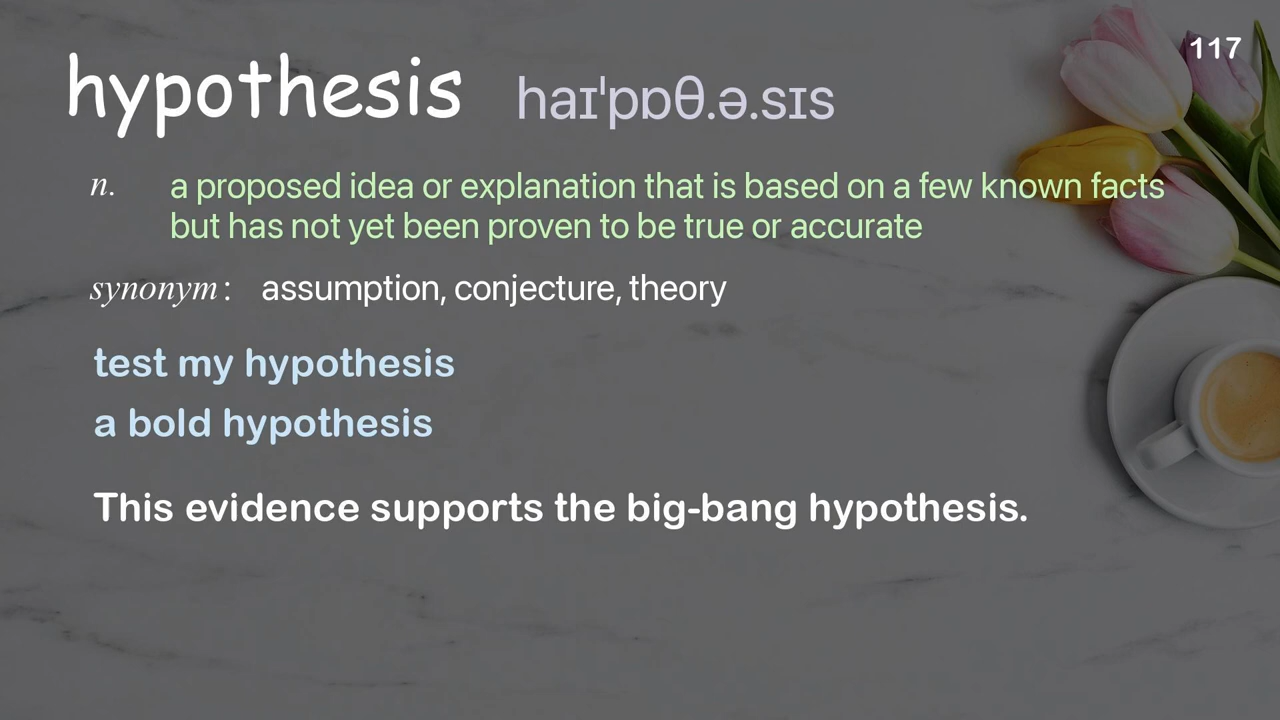 117
hypothesis haɪˈpɒθ.ə.sɪs
n. a proposed idea or explanation that is based on a few known facts
but has not yet been proven to be true or accurate
synonym: assumption, conjecture, theory
test my hypothesis
a bold hypothesis
This evidence supports the big-bang hypothesis.